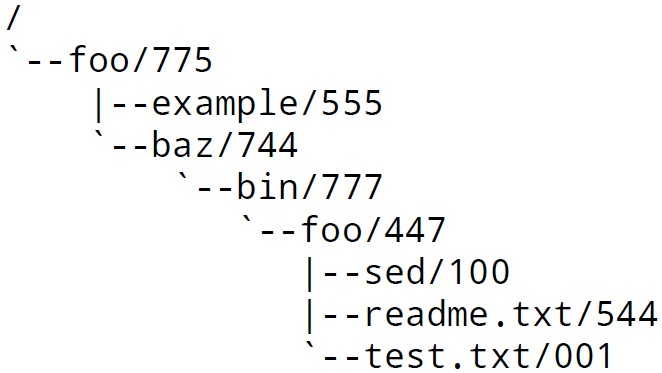 /
`--foo/775
    |--example/555
    `--baz/744
        `--bin/777
           `--foo/447
              |--sed/100
              |--readme.txt/544
              `--test.txt/001